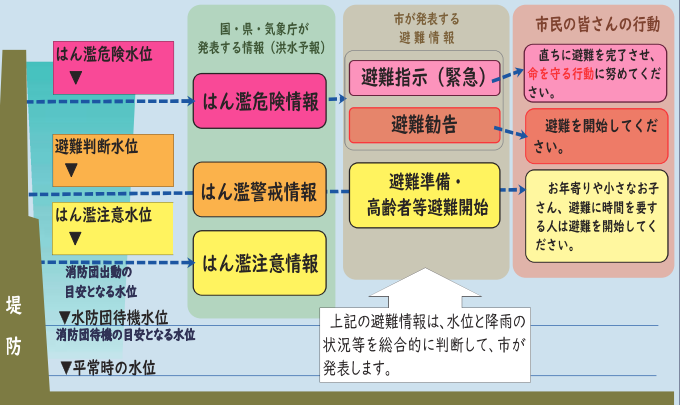 はん濫危険水位
▼
避難判断水位
▼
はん濫注意水位
▼
消防団出動の
目安となる水位
▼水防団待機水位
消防団待機の目安となる水位
▼平常時の水位
堤
防
国・県・気象庁が
発表する情報（洪水予報）
はん濫危険情報
はん濫警戒情報
はん濫注意情報
市が発表する
避難情報
避難指示（緊急）
避難勧告
避難準備・
高齢者等避難開始
上記の避難情報は、水位と降雨の
状況等を総合的に判断して、市が
発表します。
市民の皆さんの行動
直ちに避難を完了させ、
命を守る行動に努めてくだ
さい。
避難を開始してくだ
さい。
お年寄りや小さなお子
さん、避難に時間を要す
る人は避難を開始してく
ださい。